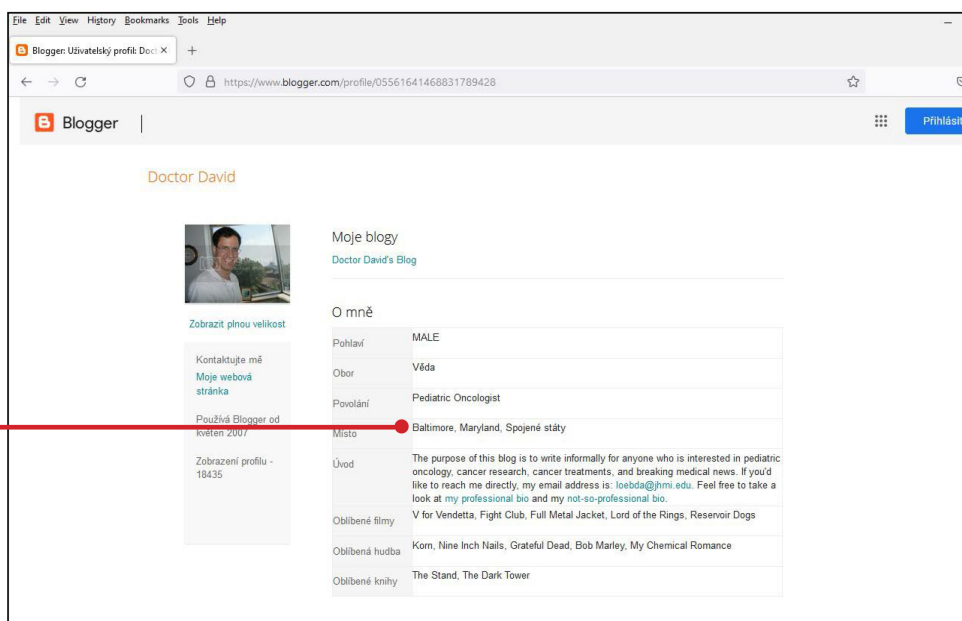 File Edit View History Bookmarks Tools Help
Blogger: Uživatelský profil: Doct
https://www.blogger.com/profile/05561641468831789428
Blogger
Přihlásit
Doctor David
Zobrazit plnou velikost
Kontaktujte mě
Moje webová
stránka
Používá Blogger od
květen 2007
Zobrazení profilu -
18435
Moje blogy
Doctor David's Blog
O mně
Pohlaví MALE
Obor Věda
Povolání Pediatric Oncologist
Místo Baltimore, Maryland, Spojené státy
Úvod The purpose of this blog is to write informally for anyone who is interested in pediatric
oncology, cancer research, cancer treatments, and breaking medical news. If you'd
like to reach me directly, my email address is: loebda@jhmi.edu. Feel free to take a
look at my professional bio and my not-so-professional bio.
Oblíbené filmy V for Vendetta, Fight Club, Full Metal Jacket, Lord of the Rings, Reservoir Dogs
Oblíbená hudba Korn, Nine Inch Nails, Grateful Dead, Bob Marley, My Chemical Romance
Oblíbené knihy The Stand, The Dark Tower